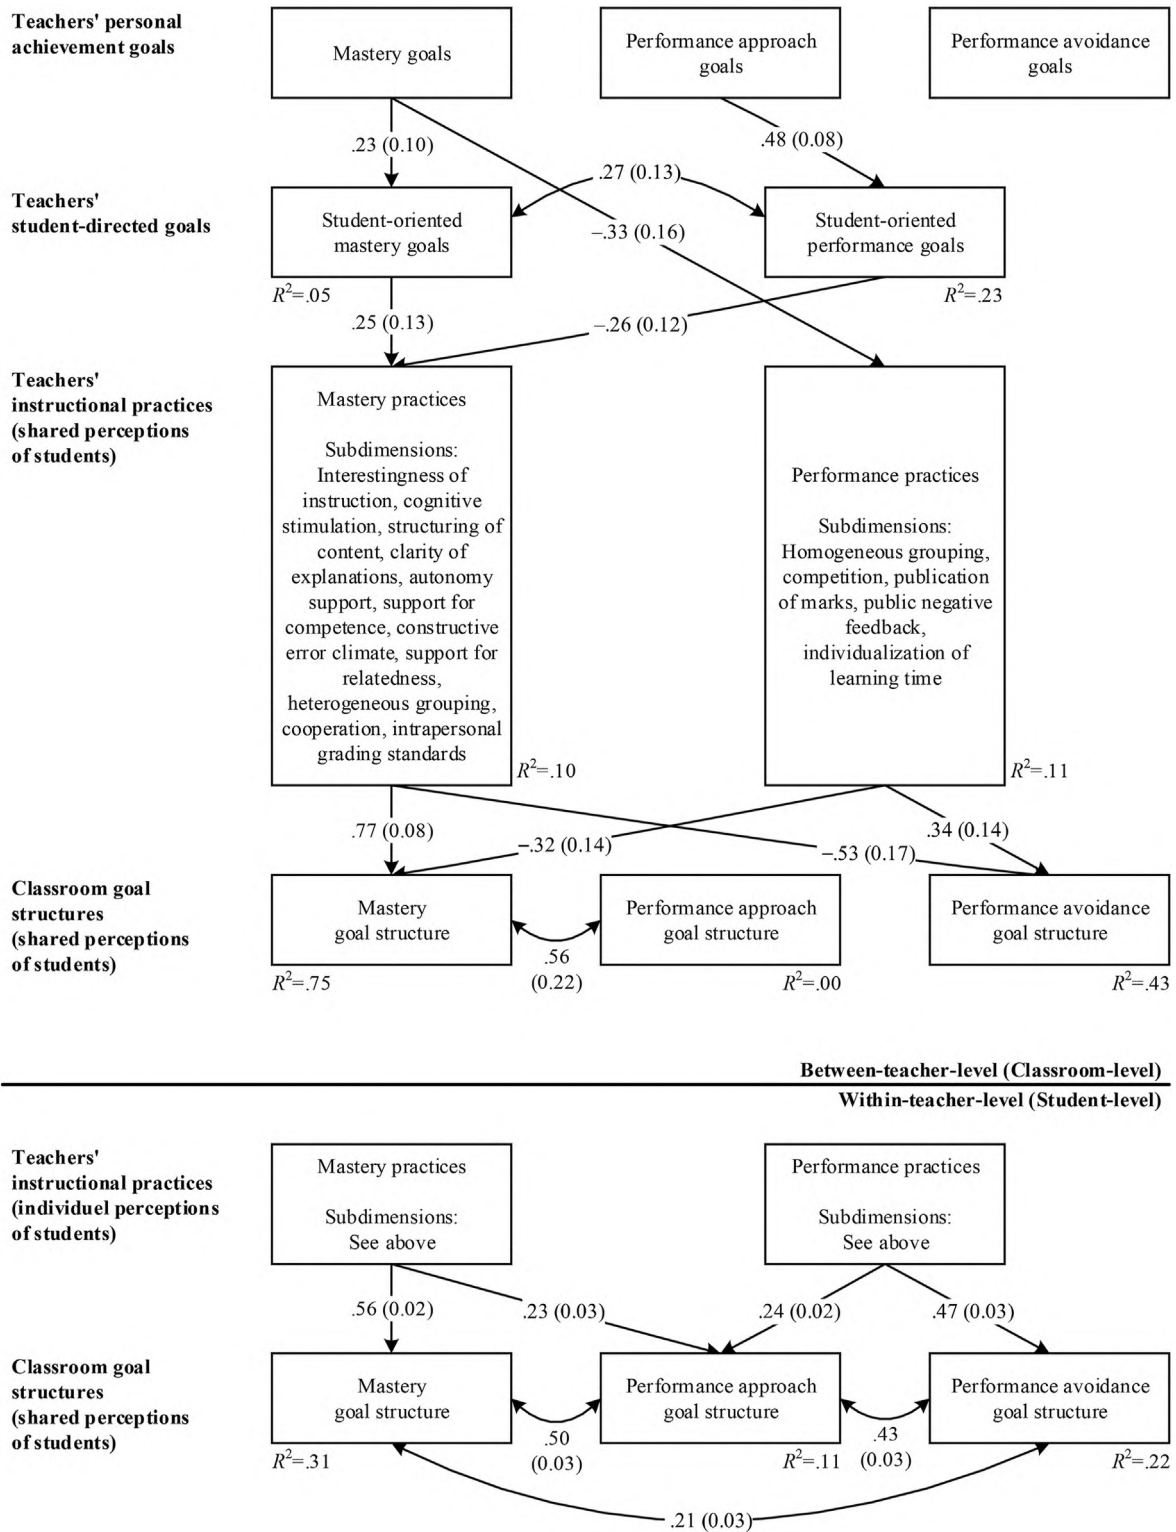 Teachers' personal
achievement goals
Mastery goals
Performance approach
goals
Performance avoidance
goals
.23 (0.10)
.48 (0.08)
.27 (0.13)
Teachers'
student-directed goals
Student-oriented
mastery goals
–.33 (0.16)
Student-oriented
performance goals
R²=.05
R²=.23
.25 (0.13)
–.26 (0.12)
Teachers'
instructional practices
(shared perceptions
of students)
Mastery practices
Subdimensions:
Interestingness of
instruction, cognitive
stimulation, structuring of
content, clarity of
explanations, autonomy
support, support for
competence, constructive
error climate, support for
relatedness,
heterogeneous grouping,
cooperation, intrapersonal
grading standards
R²=.10
Performance practices
Subdimensions:
Homogeneous grouping,
competition, publication
of marks, public negative
feedback,
individualization of
learning time
R²=.11
.77 (0.08)
–.32 (0.14)
–.53 (0.17)
.34 (0.14)
Classroom goal
structures
(shared perceptions
of students)
Mastery
goal structure
Performance approach
goal structure
Performance avoidance
goal structure
.56
(0.22)
R²=.75
R²=.00
R²=.43
Between-teacher-level (Classroom-level)
Within-teacher-level (Student-level)
Teachers'
instructional practices
(individuel perceptions
of students)
Mastery practices
Subdimensions:
See above
Performance practices
Subdimensions:
See above
.56 (0.02)
.23 (0.03)
.24 (0.02)
.47 (0.03)
Classroom goal
structures
(shared perceptions
of students)
Mastery
goal structure
Performance approach
goal structure
Performance avoidance
goal structure
.50
(0.03)
.43
(0.03)
R²=.31
R²=.11
R²=.22
.21 (0.03)